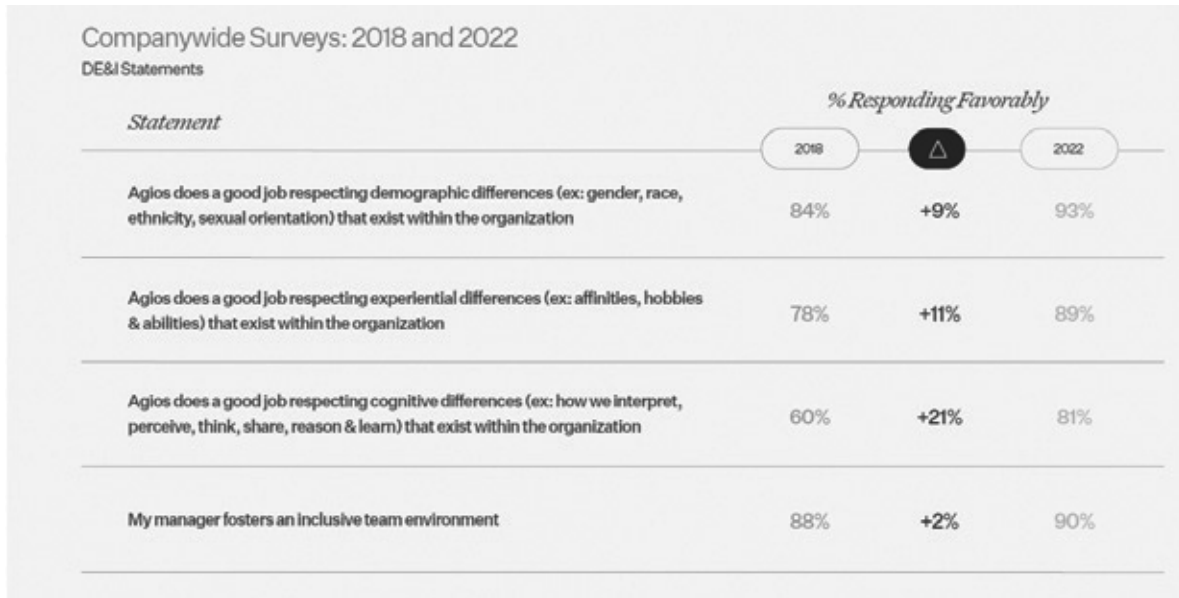 Companywide Surveys: 2018 and 2022
DE&I Statements
% Responding Favorably
Statement
2018 △ 2022
Agios does a good job respecting demographic differences (ex: gender, race,
ethnicity, sexual orientation) that exist within the organization
84% +9% 93%
Agios does a good job respecting experiential differences (ex: affinities, hobbies
& abilities) that exist within the organization
78% +11% 89%
Agios does a good job respecting cognitive differences (ex: how we interpret,
perceive, think, share, reason & learn) that exist within the organization
60% +21% 81%
My manager fosters an inclusive team environment
88% +2% 90%